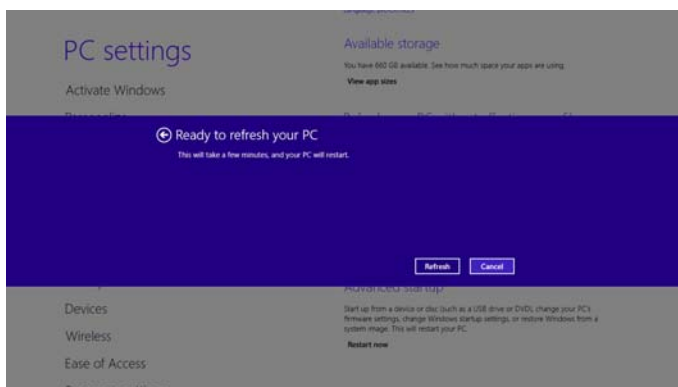 PC settings
Activate Windows
Available storage
You have 660 GB available. See how much space your apps are using.
View app sizes
Ready to refresh your PC
This will take a few minutes, and your PC will restart.
Refresh
Cancel
Advanced startup
Devices
Wireless
Ease of Access
Start up from a device or disc (such as a USB drive or DVD), change your PC's
firmware settings, change Windows startup settings, or restore Windows from a
system image. This will restart your PC.
Restart now